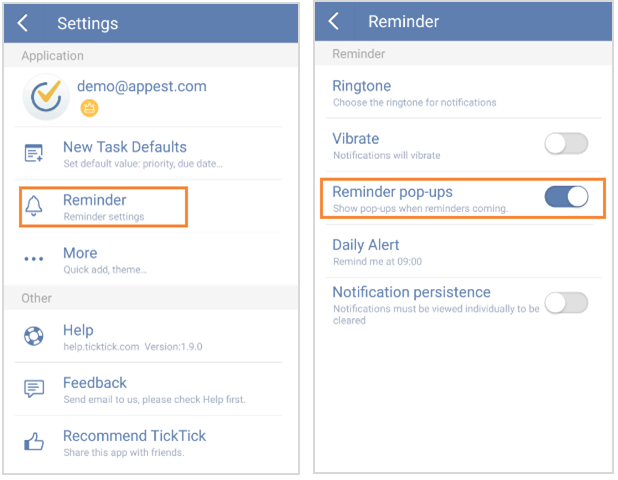 Settings
Application
demo@appest.com
New Task Defaults
Set default value: priority, due date...
Reminder
Reminder settings
More
Quick add, theme...
Other
Help
help.ticktick.com Version:1.9.0
Feedback
Send email to us, please check Help first.
Recommend TickTick
Share this app with friends.
Reminder
Reminder
Ringtone
Choose the ringtone for notifications
Vibrate
Notifications will vibrate
Reminder pop-ups
Show pop-ups when reminders coming.
Daily Alert
Remind me at 09:00
Notification persistence
Notifications must be viewed individually to be
cleared